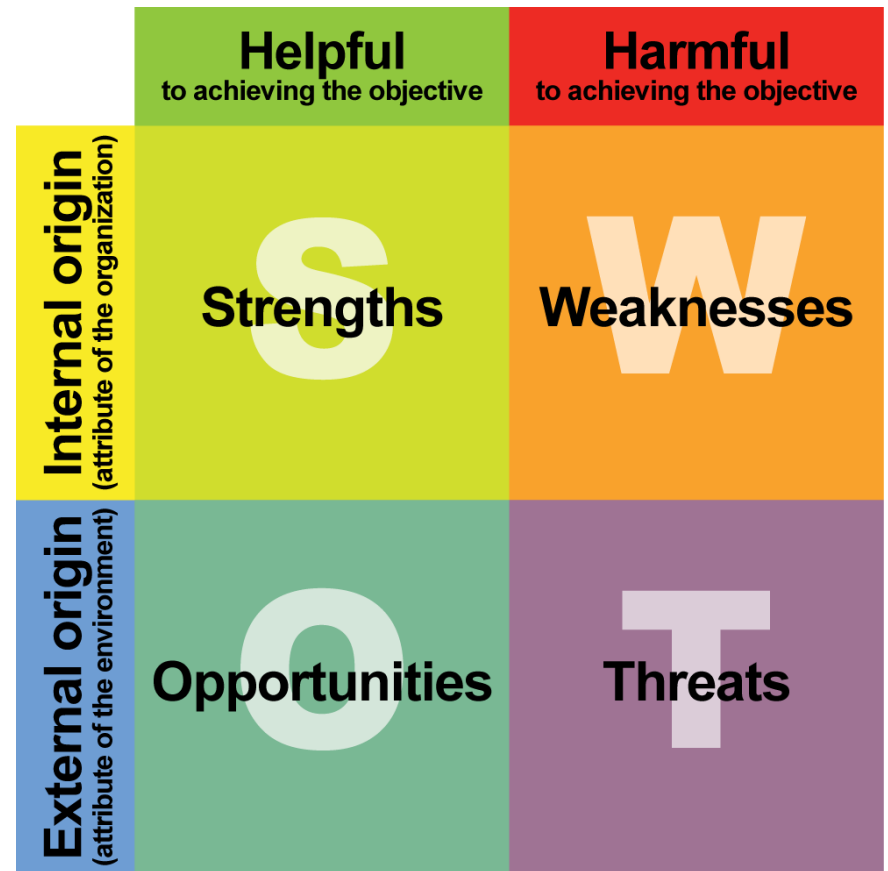 Helpful
to achieving the objective
Harmful
to achieving the objective
Internal origin
(attribute of the organization)
S
Strengths
W
Weaknesses
External origin
(attribute of the environment)
O
Opportunities
T
Threats